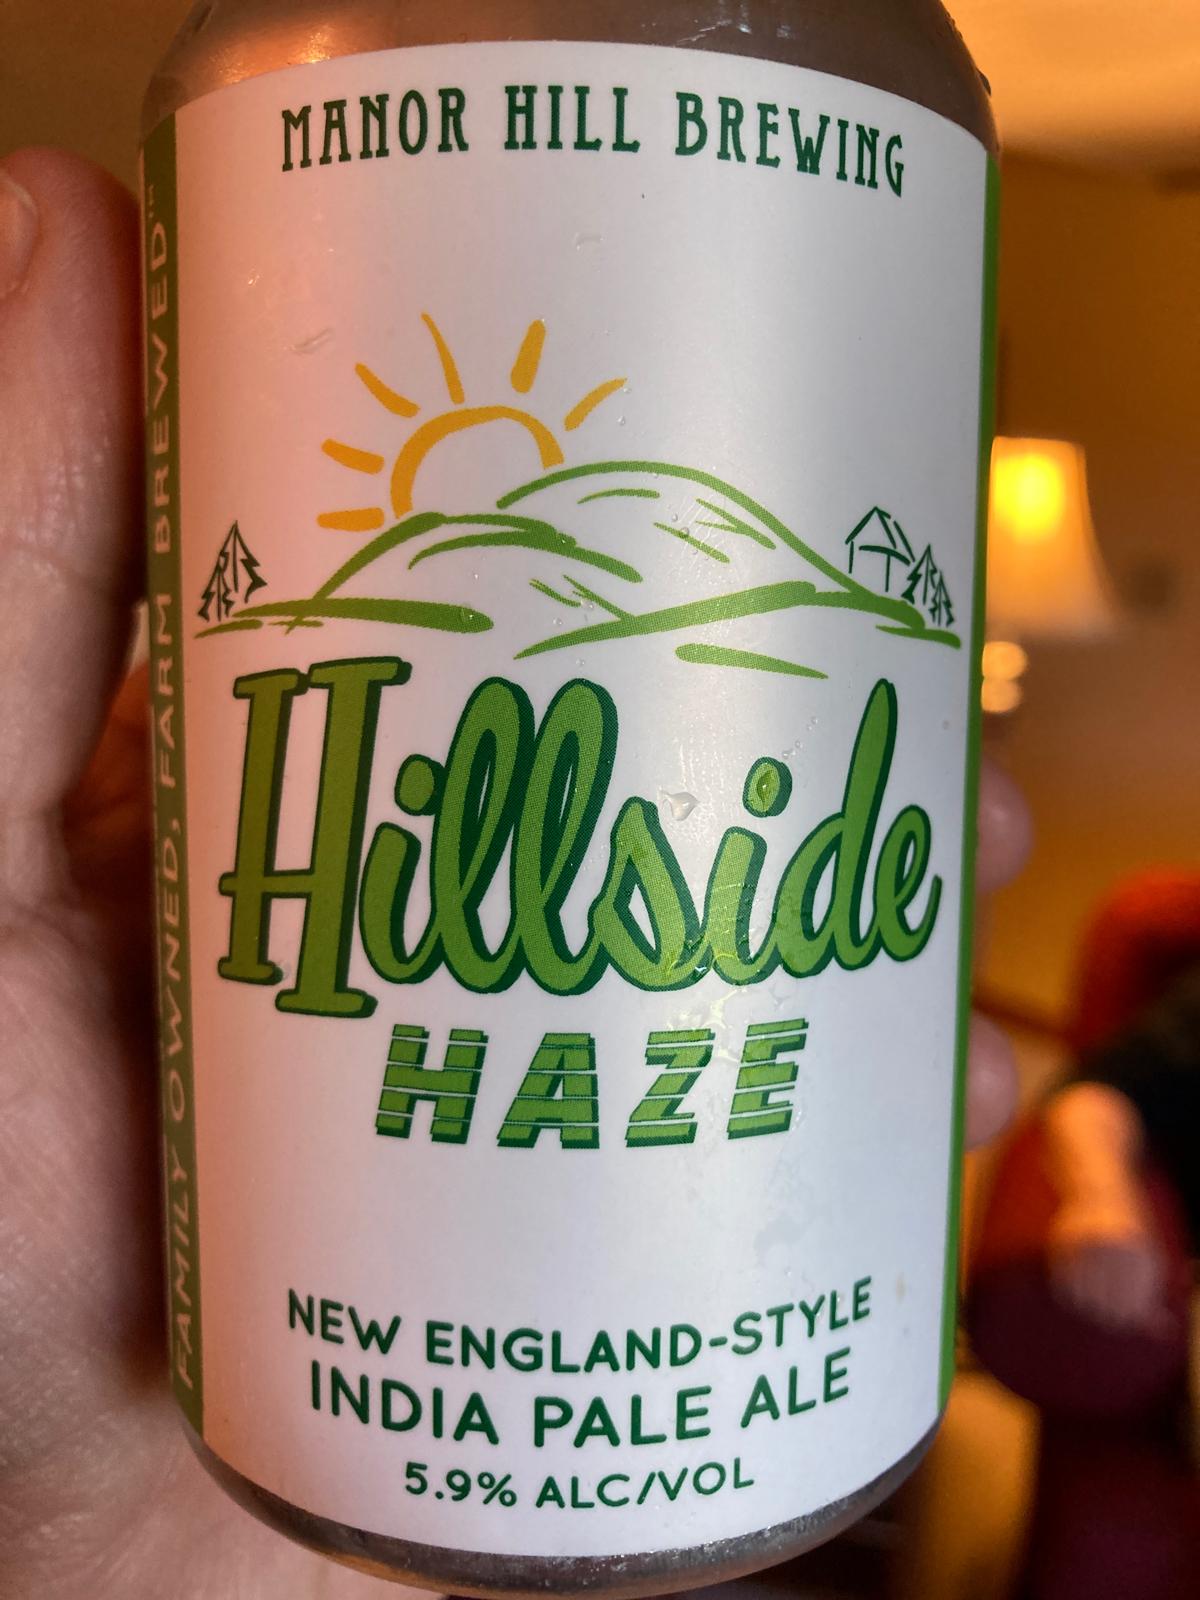 MANOR HILL BREWING
FAMILY OWNED, FARM BREWED™
Hillside
HAZE
NEW ENGLAND-STYLE
INDIA PALE ALE
5.9% ALC/VOL